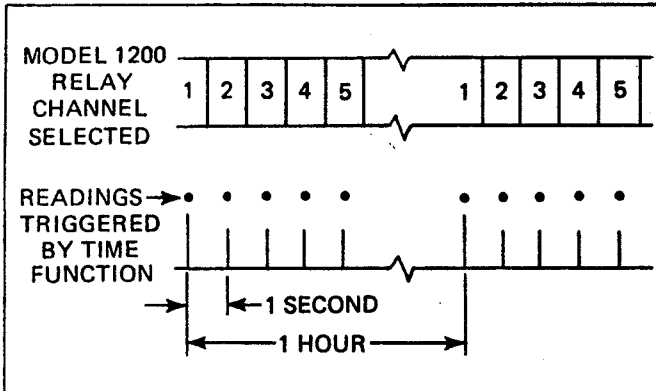 MODEL 1200
RELAY
CHANNEL
SELECTED
1 2 3 4 5 1 2 3 4 5
READINGS
TRIGGERED
BY TIME
FUNCTION
1 SECOND
1 HOUR